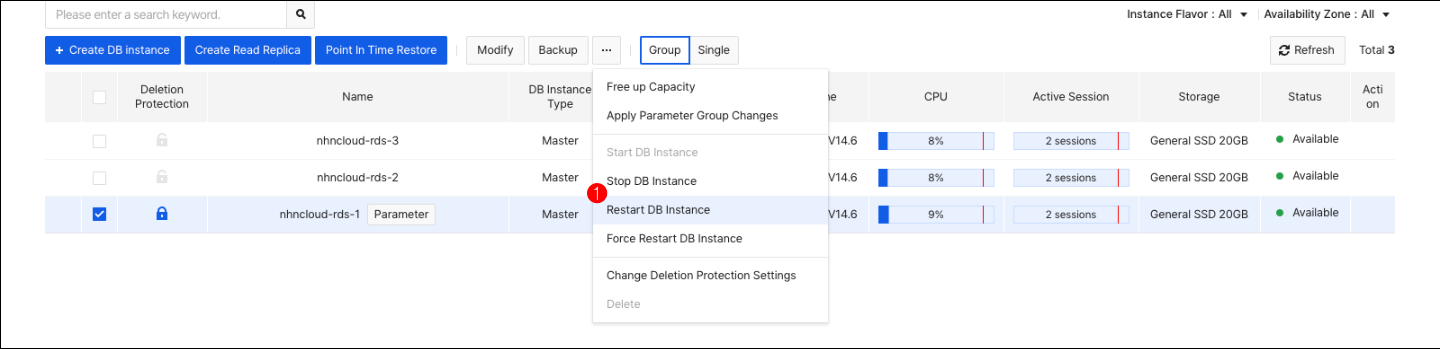 Please enter a search keyword.
Instance Flavor : All
Availability Zone : All
+ Create DB instance
Create Read Replica
Point In Time Restore
Modify
Backup
...
Group
Single
Refresh
Total 3
Deletion
Protection
Name
DB Instance
Type
ne
CPU
Active Session
Storage
Status
Acti
on
nhncloud-rds-3
Master
V14.6
8%
2 sessions
General SSD 20GB
Available
nhncloud-rds-2
Master
V14.6
8%
2 sessions
General SSD 20GB
Available
nhncloud-rds-1
Parameter
Master
V14.6
9%
2 sessions
General SSD 20GB
Available
Free up Capacity
Apply Parameter Group Changes
Start DB Instance
Stop DB Instance
1
Restart DB Instance
Force Restart DB Instance
Change Deletion Protection Settings
Delete